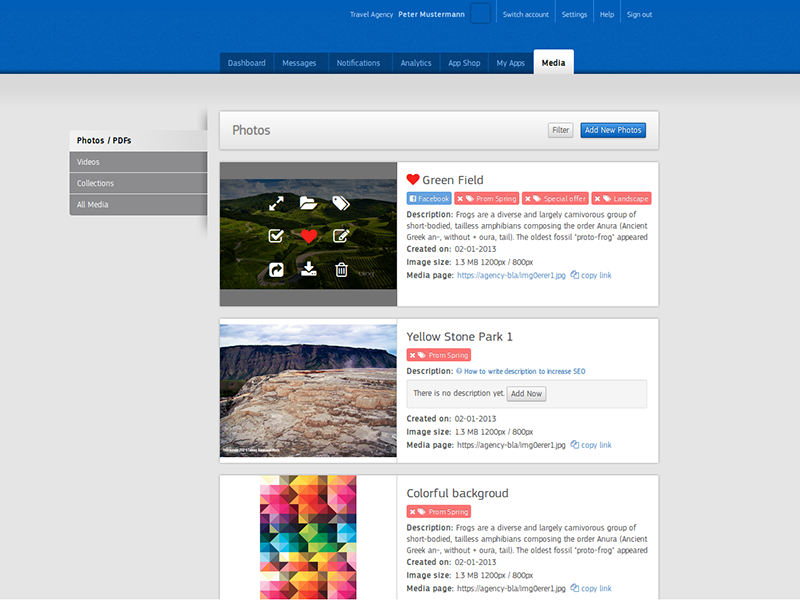 Travel Agency Peter Mustermann Switch account Settings Help Sign out
Dashboard Messages Notifications Analytics App Shop My Apps Media
Photos / PDFs
Videos
Collections
All Media
Photos Filter Add New Photos
Green Field
Facebook Prom Spring Special offer Landscape
Description: Frogs are a diverse and largely carnivorous group of
short-bodied, tailless amphibians composing the order Anura (Ancient
Greek an-, without + oura, tail). The oldest fossil "proto-frog" appeared
Created on: 02-01-2013
Image size: 1.3 MB 1200px / 800px
Media page: https://agency-bla/img0erer1.jpg copy link
Yellow Stone Park 1
Prom Spring
Description: How to write description to increase SEO
There is no description yet. Add Now
Created on: 02-01-2013
Image size: 1.3 MB 1200px / 800px
Media page: https://agency-bla/img0erer1.jpg copy link
Colorful backgroud
Prom Spring
Description: Frogs are a diverse and largely carnivorous group of
short-bodied, tailless amphibians composing the order Anura (Ancient
Greek an-, without + oura, tail). The oldest fossil "proto-frog" appeared
Created on: 02-01-2013
Image size: 1.3 MB 1200px / 800px
Media page: https://agency-bla/img0erer1.jpg copy link